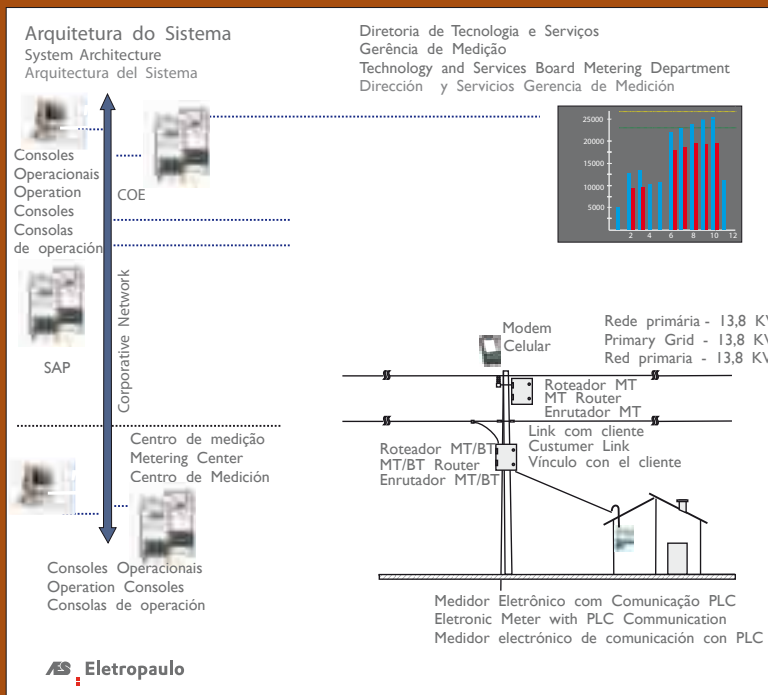 Arquitetura do Sistema
System Architecture
Arquitectura del Sistema
Diretoria de Tecnologia e Serviços
Gerência de Medição
Technology and Services Board Metering Department
Dirección y Servicios Gerencia de Medición
Consoles
Operacionais
Operation
Consoles
Consolas
de operación
COE
SAP
Corporative Network
25000
20000
15000
10000
5000
2 4 6 8 10 12
Modem
Celular
Rede primária - 13,8 KV
Primary Grid - 13,8 KV
Red primaria - 13,8 KV
Roteador MT
MT Router
Enrutador MT
Link com cliente
Custumer Link
Vínculo con el cliente
Roteador MT/BT
MT/BT Router
Enrutador MT/BT
Centro de medição
Metering Center
Centro de Medición
Consoles Operacionais
Operation Consoles
Consolas de operación
Medidor Eletrônico com Comunicação PLC
Eletronic Meter with PLC Communication
Medidor electrónico de comunicación con PLC
AES Eletropaulo